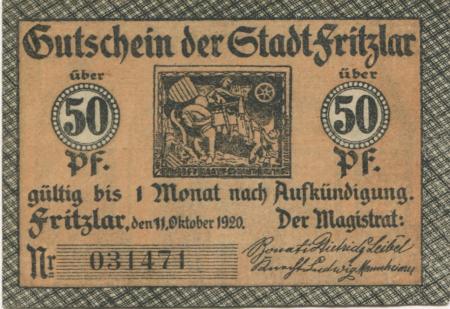 Gutschein der Stadt Fritzlar
über über
50 50
Pf. Pf.
gültig bis 1 Monat nach Aufkündigung.
Fritzlar, den 11. Oktober 1920. Der Magistrat:
Nr 031471